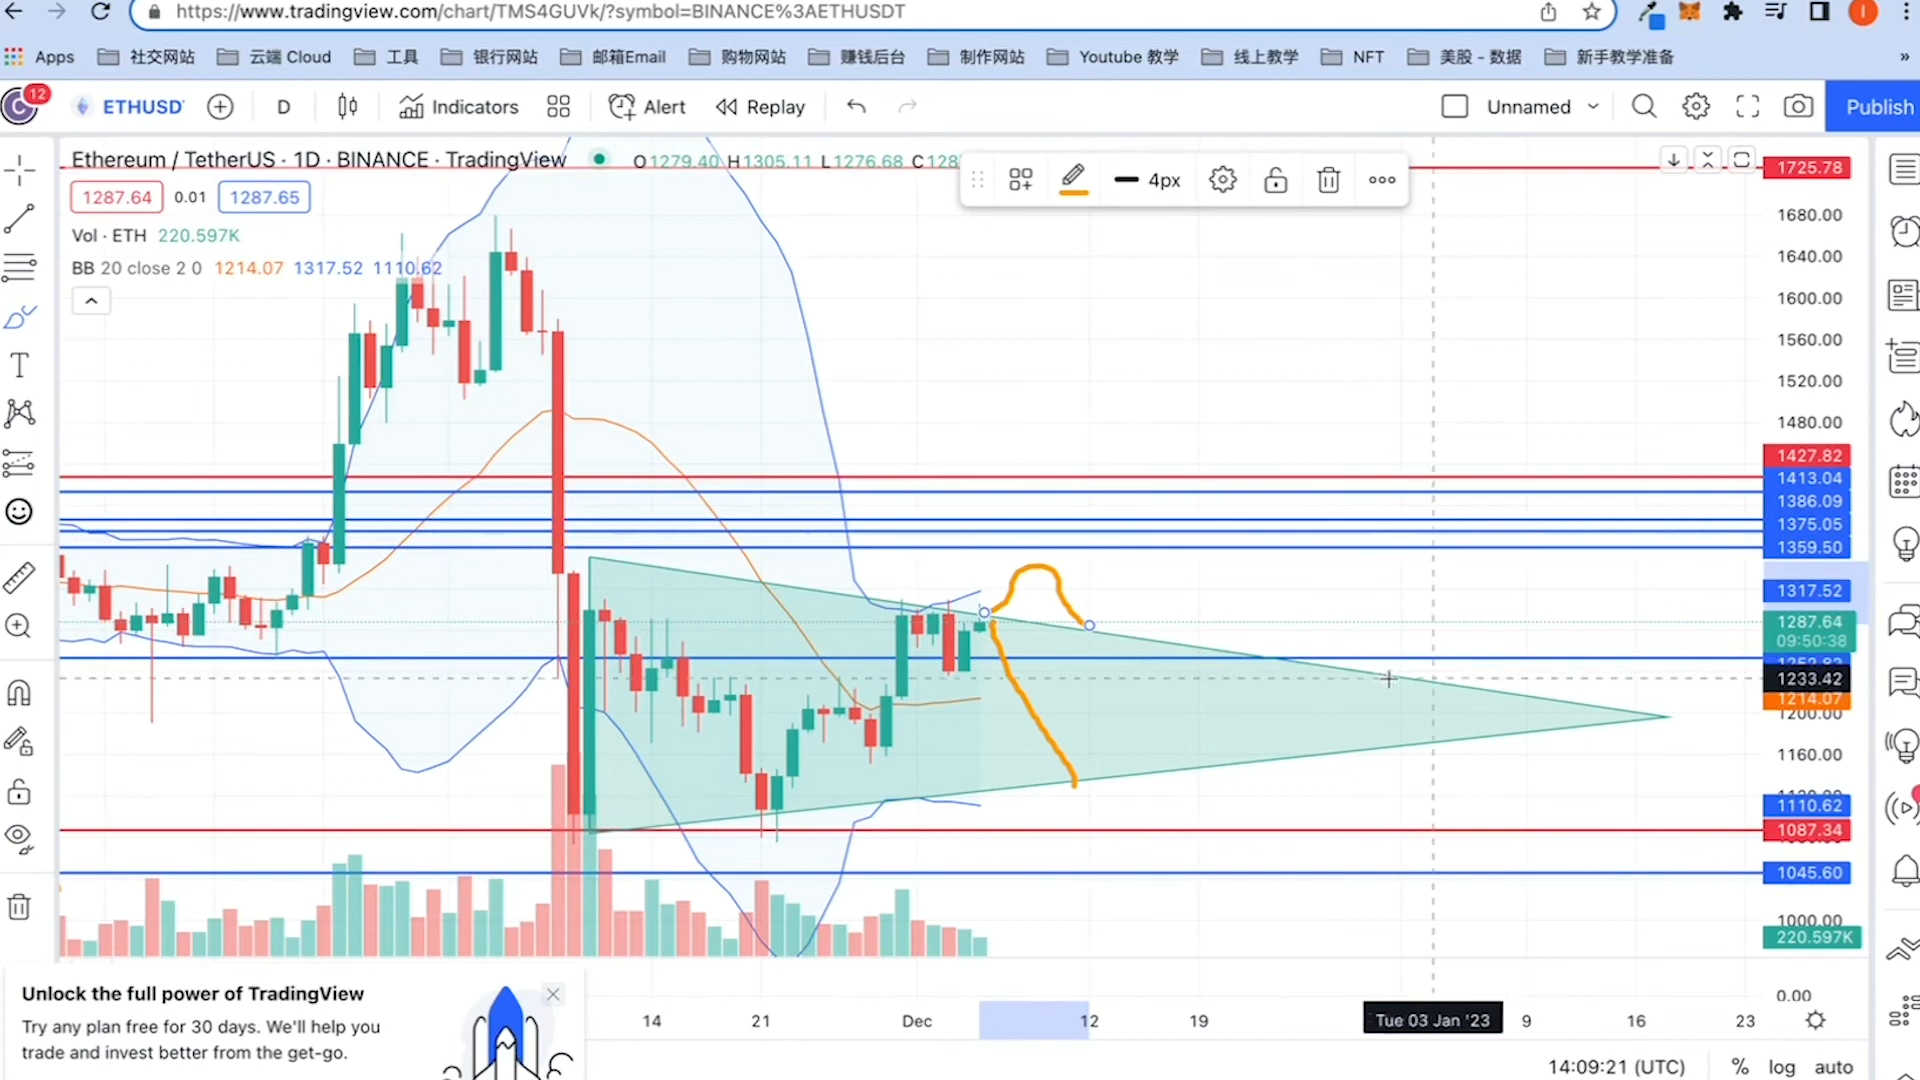 https://www.tradingview.com/chart/TMS4GUVk/?symbol=BINANCE%3AETHUSDT
I
Apps 社交网站 云端 Cloud 工具 银行网站 邮箱Email 购物网站 赚钱后台 制作网站 Youtube 教学 线上教学 NFT 美股 - 数据 新手教学准备 »
C 12 ETHUSD D Indicators Alert Replay Unnamed Publish
Ethereum / TetherUS · 1D · BINANCE · TradingView O1279.40 H1305.11 L1276.68 C128
4px
1287.64 0.01 1287.65
Vol · ETH 220.597K
BB 20 close 2 0 1214.07 1317.52 1110.62
1725.78
1680.00
1640.00
1600.00
1560.00
1520.00
1480.00
1427.82
1413.04
1386.09
1375.05
1359.50
1317.52
1287.64
09:50:38
1233.42
1214.07
1200.00
1160.00
1110.62
1087.34
1045.60
1000.00
220.597K
0.00
14 21 Dec 12 19 Tue 03 Jan '23 9 16 23
Unlock the full power of TradingView
Try any plan free for 30 days. We'll help you
trade and invest better from the get-go.
14:09:21 (UTC) % log auto